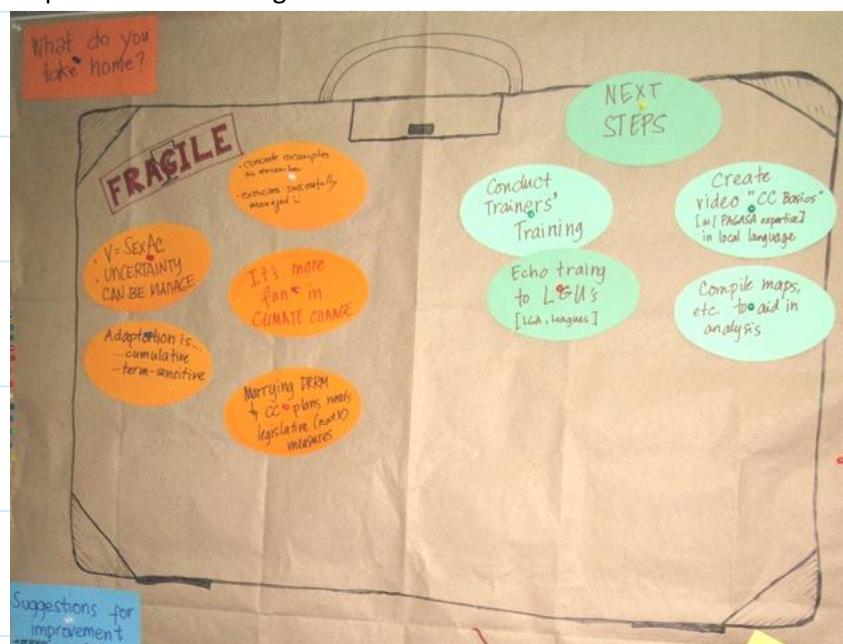 What do you
take home?
FRAGILE
• concrete examples
to remember
• exercises successfully
managed
• V = SExAC
• UNCERTAINTY
CAN BE MANAGE
It's more
fun in
CLIMATE CHANGE
Adaptation is...
...cumulative
...term-sensitive
Marrying DRRM
& CC plans needs
legislative (nat'l)
measures
NEXT
STEPS
Conduct
Trainers'
Training
Create
video "CC Basics"
[w/ PAGASA expertise]
in local language
Echo traing
to LGU's
[LGA, leagues]
Compile maps,
etc. to aid in
analysis
Suggestions for
improvement